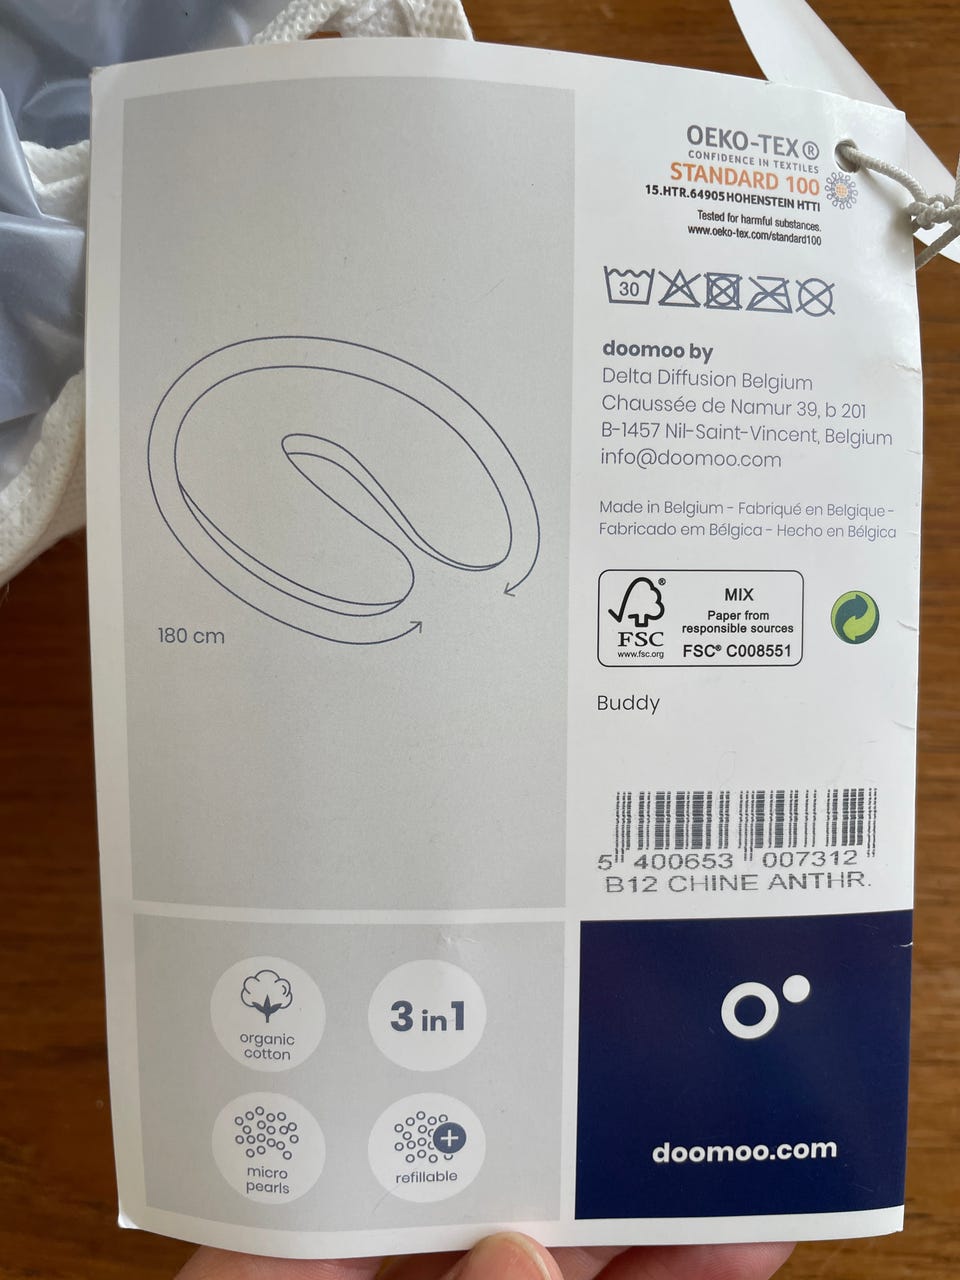 OEKO-TEX®
CONFIDENCE IN TEXTILES
STANDARD 100
15.HTR.64905 HOHENSTEIN HTTI
Tested for harmful substances.
www.oeko-tex.com/standard100
30
doomoo by
Delta Diffusion Belgium
Chaussée de Namur 39, b 201
B-1457 Nil-Saint-Vincent, Belgium
info@doomoo.com
Made in Belgium - Fabriqué en Belgique -
Fabricado em Bélgica - Hecho en Bélgica
®
FSC
www.fsc.org
MIX
Paper from
responsible sources
FSC® C008551
180 cm
Buddy
5 400653 007312
B12 CHINE ANTHR.
organic
cotton
3 in 1
micro
pearls
refillable
doomoo.com